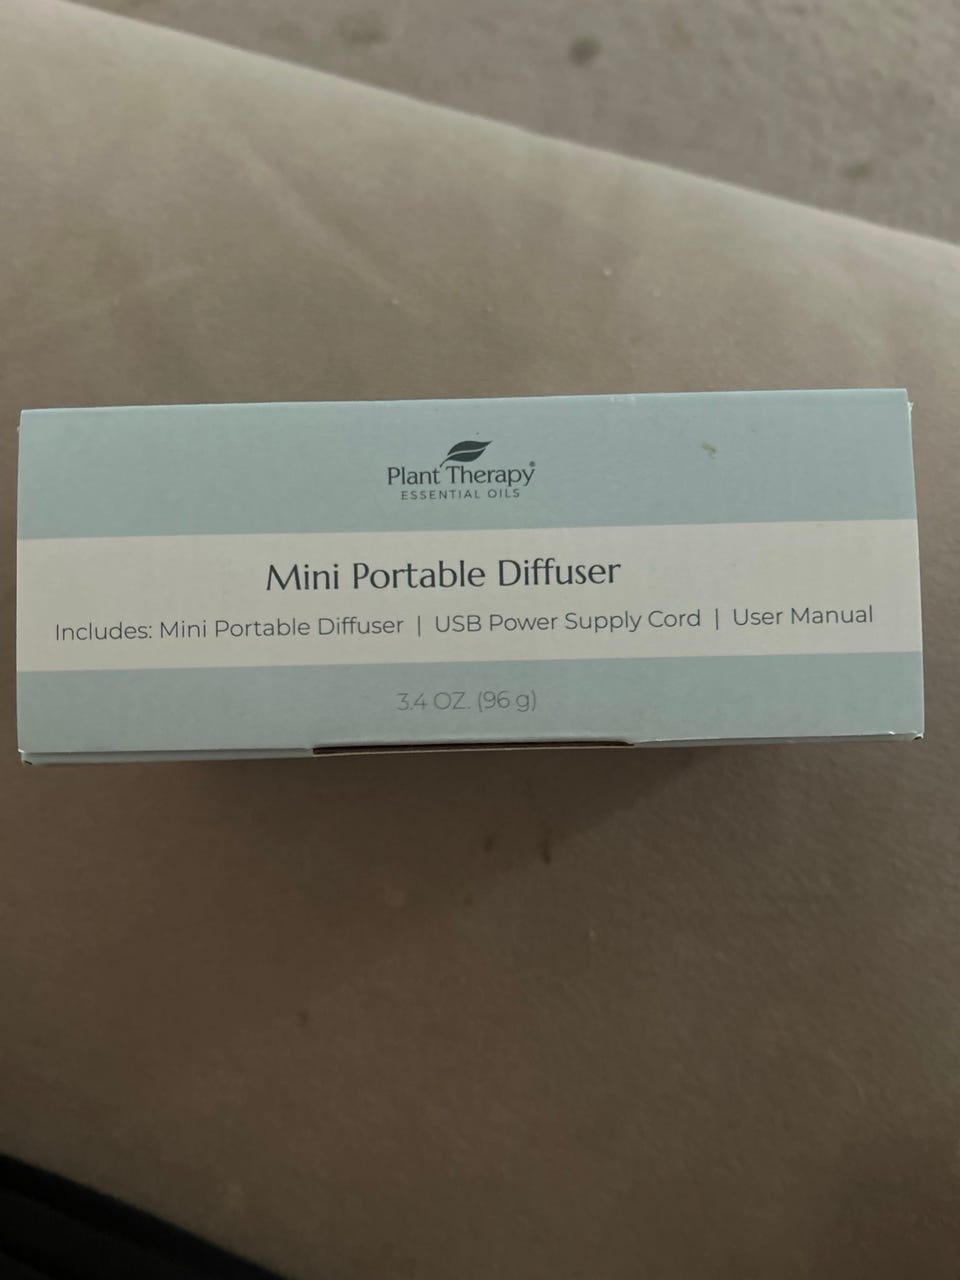 Plant Therapy®
ESSENTIAL OILS
Mini Portable Diffuser
Includes: Mini Portable Diffuser | USB Power Supply Cord | User Manual
3.4 OZ. (96 g)